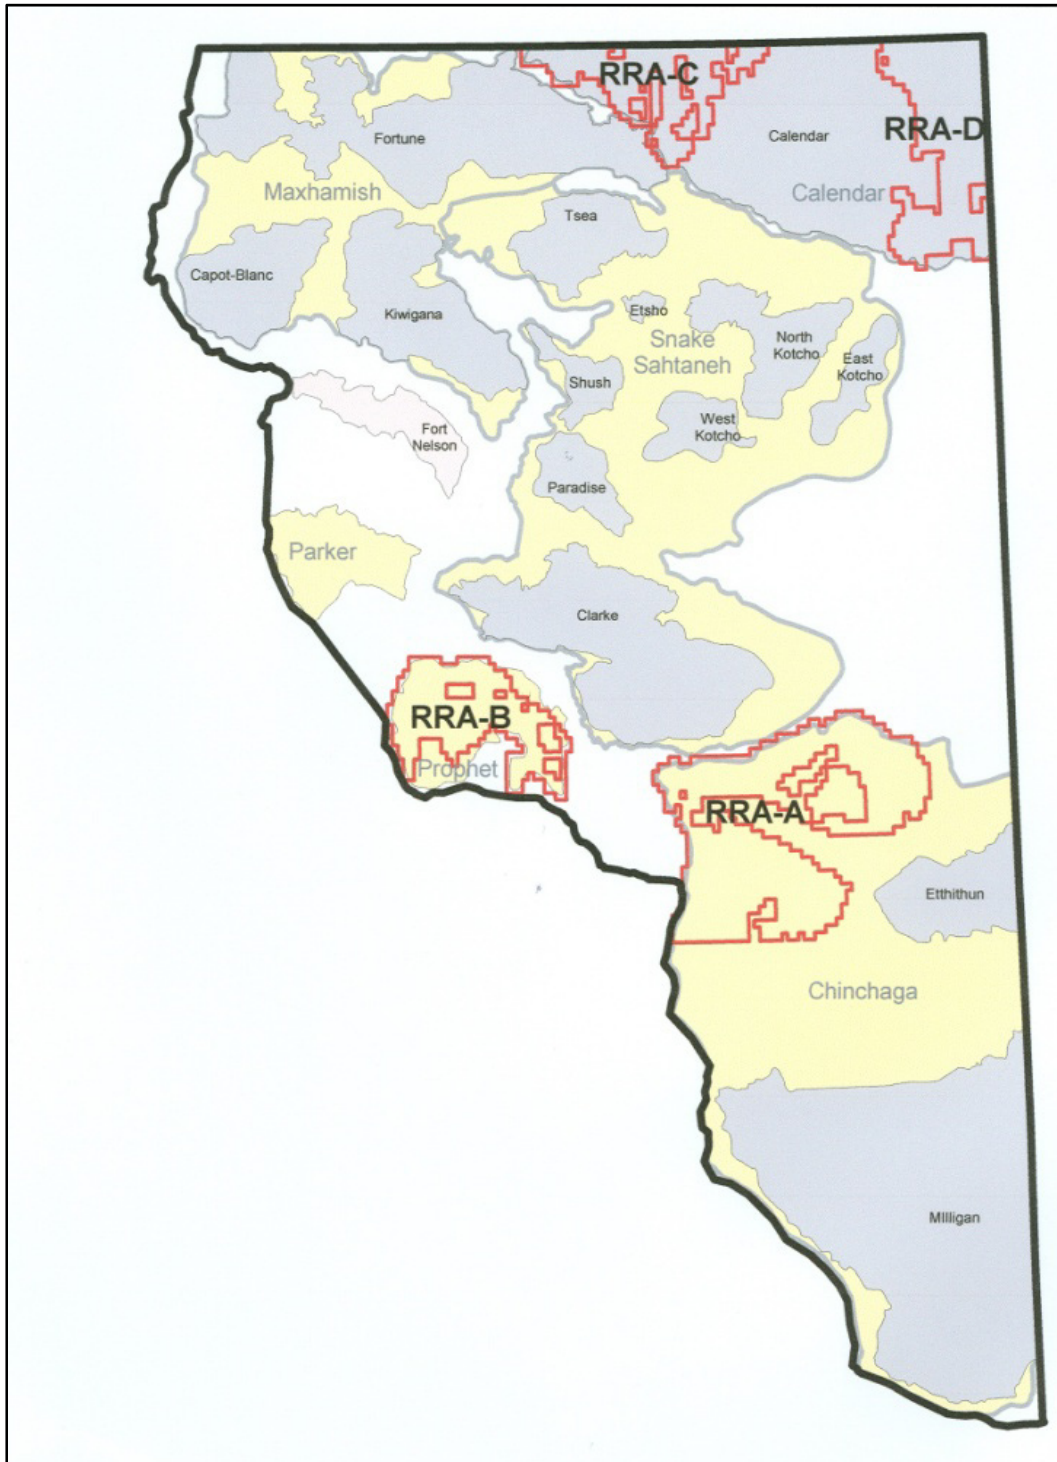 RRA-C
RRA-D
Fortune
Calendar
Maxhamish
Calendar
Tsea
Capot-Blanc
Kiwigana
Etsho
Snake
Sahtaneh
North
Kotcho
East
Kotcho
Shush
West
Kotcho
Fort
Nelson
Paradise
Parker
Clarke
RRA-B
Prophet
RRA-A
Etthithun
Chinchaga
MIlligan